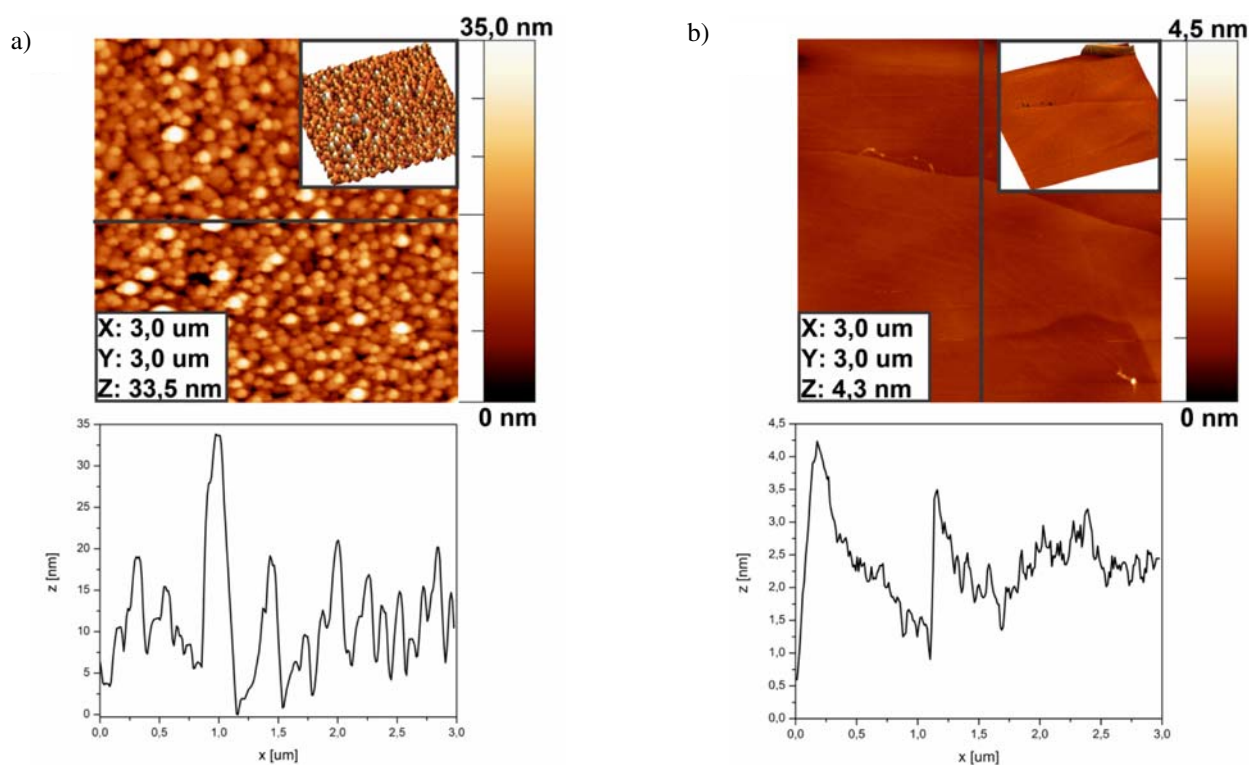 a)
35,0 nm
X: 3,0 um
Y: 3,0 um
Z: 33,5 nm
0 nm
35
30
25
20
15
10
5
0
z [nm]
0,0 0,5 1,0 1,5 2,0 2,5 3,0
x [um]
b)
4,5 nm
X: 3,0 um
Y: 3,0 um
Z: 4,3 nm
0 nm
4,5
4,0
3,5
3,0
2,5
2,0
1,5
1,0
0,5
0,0
z [nm]
0,0 0,5 1,0 1,5 2,0 2,5 3,0
x [um]